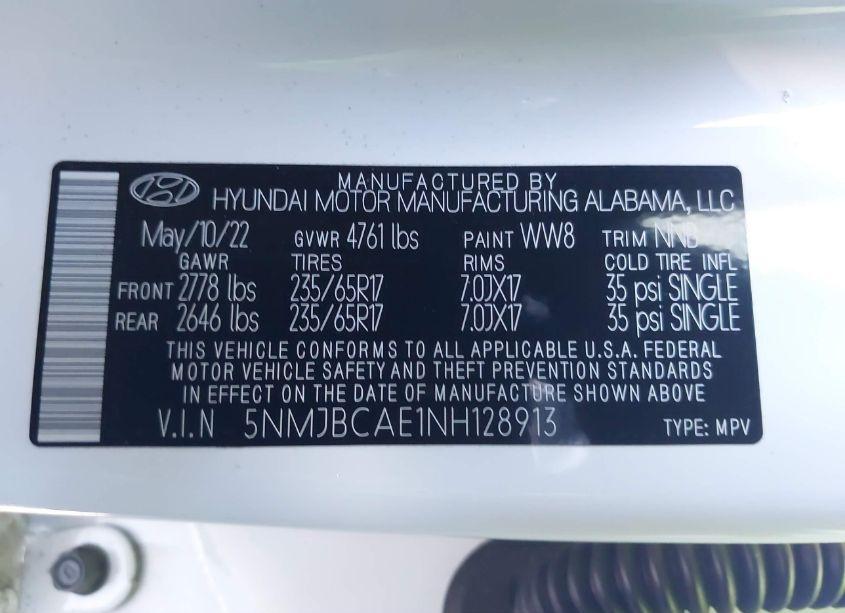 MANUFACTURED BY
HYUNDAI MOTOR MANUFACTURING ALABAMA, LLC
May/10/22 GVWR 4761 lbs PAINT WW8 TRIM NNB
GAWR TIRES RIMS COLD TIRE INFL
FRONT 2778 lbs 235/65R17 7.0JX17 35 psi SINGLE
REAR 2646 lbs 235/65R17 7.0JX17 35 psi SINGLE
THIS VEHICLE CONFORMS TO ALL APPLICABLE U.S.A. FEDERAL
MOTOR VEHICLE SAFETY AND THEFT PREVENTION STANDARDS
IN EFFECT ON THE DATE OF MANUFACTURE SHOWN ABOVE
V.I.N 5NMJBCAE1NH128913 TYPE: MPV